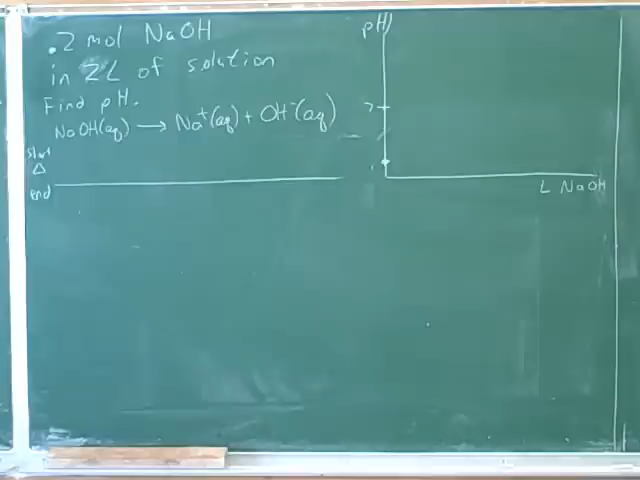 .2 mol NaOH
in 2L of solution
Find pH.
NaOH(aq) → Na⁺(aq) + OH⁻(aq)
start
Δ
end
pH
7
L NaOH